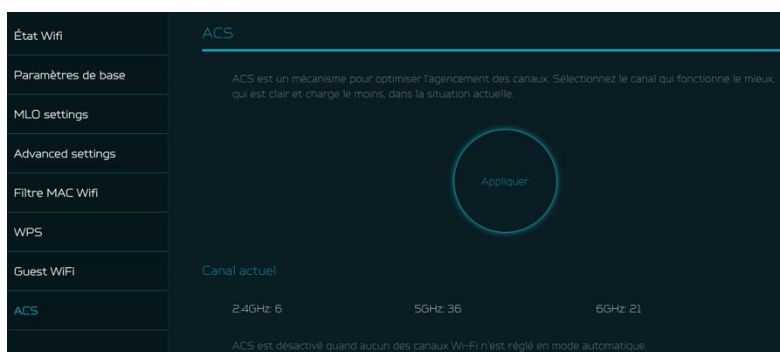 État Wifi
Paramètres de base
MLO settings
Advanced settings
Filtre MAC Wifi
WPS
Guest WiFi
ACS
ACS
ACS est un mécanisme pour optimiser l'agencement des canaux. Sélectionnez le canal qui fonctionne le mieux,
qui est clair et charge le moins, dans la situation actuelle.
Appliquer
Canal actuel
2.4GHz: 6
5GHz: 36
6GHz: 21
ACS est désactivé quand aucun des canaux Wi-Fi n'est réglé en mode automatique